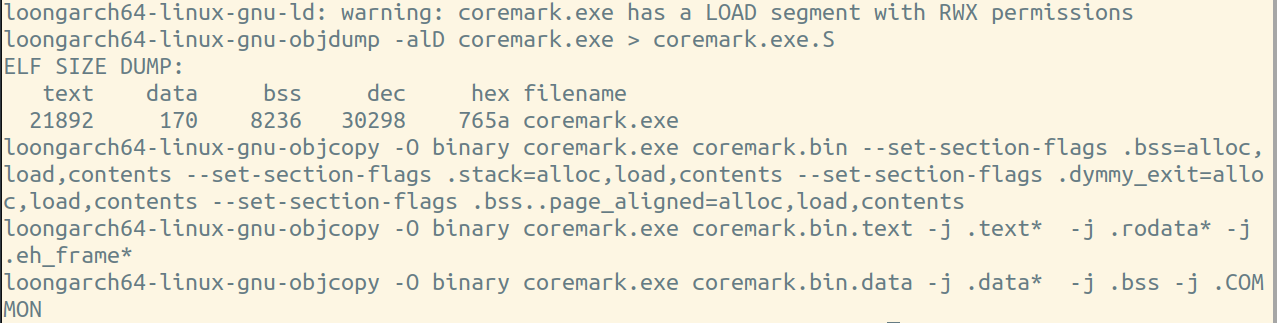 loongarch64-linux-gnu-ld: warning: coremark.exe has a LOAD segment with RWX permissions
loongarch64-linux-gnu-objdump -alD coremark.exe > coremark.exe.S
ELF SIZE DUMP:
   text    data     bss     dec     hex filename
  21892     170    8236   30298    765a coremark.exe
loongarch64-linux-gnu-objcopy -O binary coremark.exe coremark.bin --set-section-flags .bss=alloc,
load,contents --set-section-flags .stack=alloc,load,contents --set-section-flags .dymmy_exit=allo
c,load,contents --set-section-flags .bss..page_aligned=alloc,load,contents
loongarch64-linux-gnu-objcopy -O binary coremark.exe coremark.bin.text -j .text*  -j .rodata* -j
.eh_frame*
loongarch64-linux-gnu-objcopy -O binary coremark.exe coremark.bin.data -j .data*  -j .bss -j .COM
MON